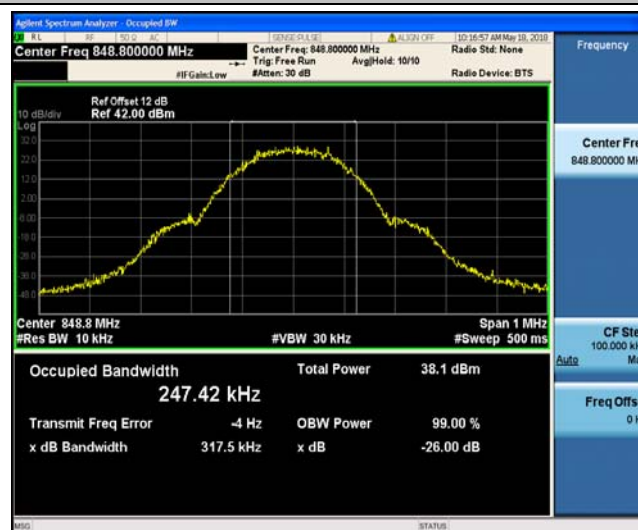 Agilent Spectrum Analyzer - Occupied BW
RL RF 50 Ω AC SENSE:PULSE ALIGN OFF 10:16:57 AM May 18, 2018
Center Freq 848.800000 MHz
Center Freq: 848.800000 MHz
Radio Std: None
Trig: Free Run Avg|Hold: 10/10
#IFGain:Low #Atten: 30 dB Radio Device: BTS
Ref Offset 12 dB
10 dB/div Ref 42.00 dBm
Log
32.0
22.0
12.0
2.00
-8.00
-18.0
-28.0
-38.0
-48.0
Center 848.8 MHz Span 1 MHz
#Res BW 10 kHz #VBW 30 kHz #Sweep 500 ms
Occupied Bandwidth Total Power 38.1 dBm
247.42 kHz
Transmit Freq Error -4 Hz OBW Power 99.00 %
x dB Bandwidth 317.5 kHz x dB -26.00 dB
MSG STATUS
Frequency
Center Fre
848.800000 MH
CF Ste
100.000 k
Auto Ma
Freq Offs
0